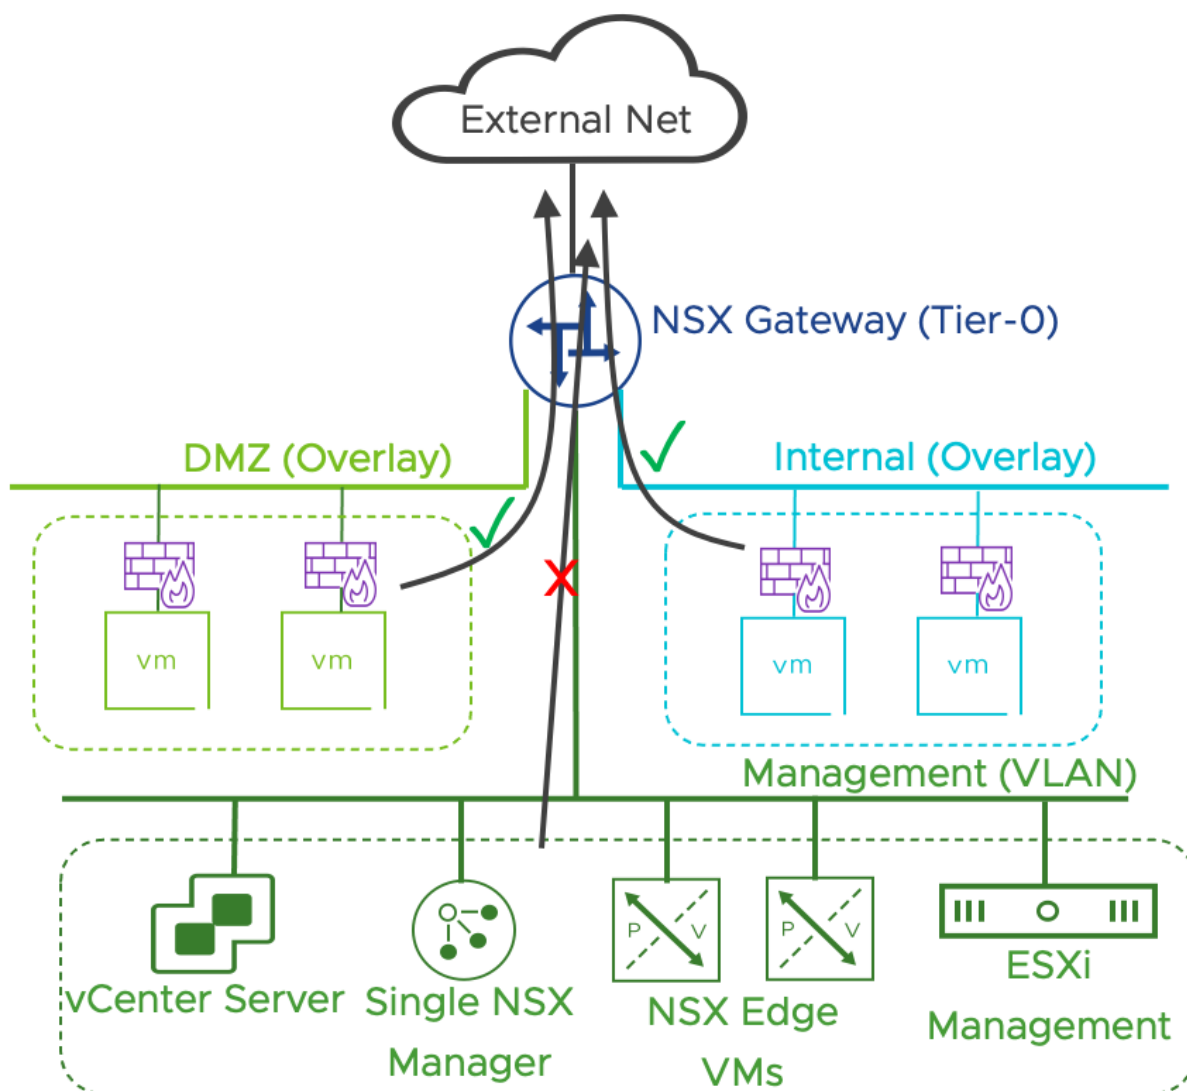 External Net
NSX Gateway (Tier-0)
DMZ (Overlay)
Internal (Overlay)
vm
vm
vm
vm
Management (VLAN)
P
V
P
V
vCenter Server
Single NSX
Manager
NSX Edge
VMs
ESXi
Management